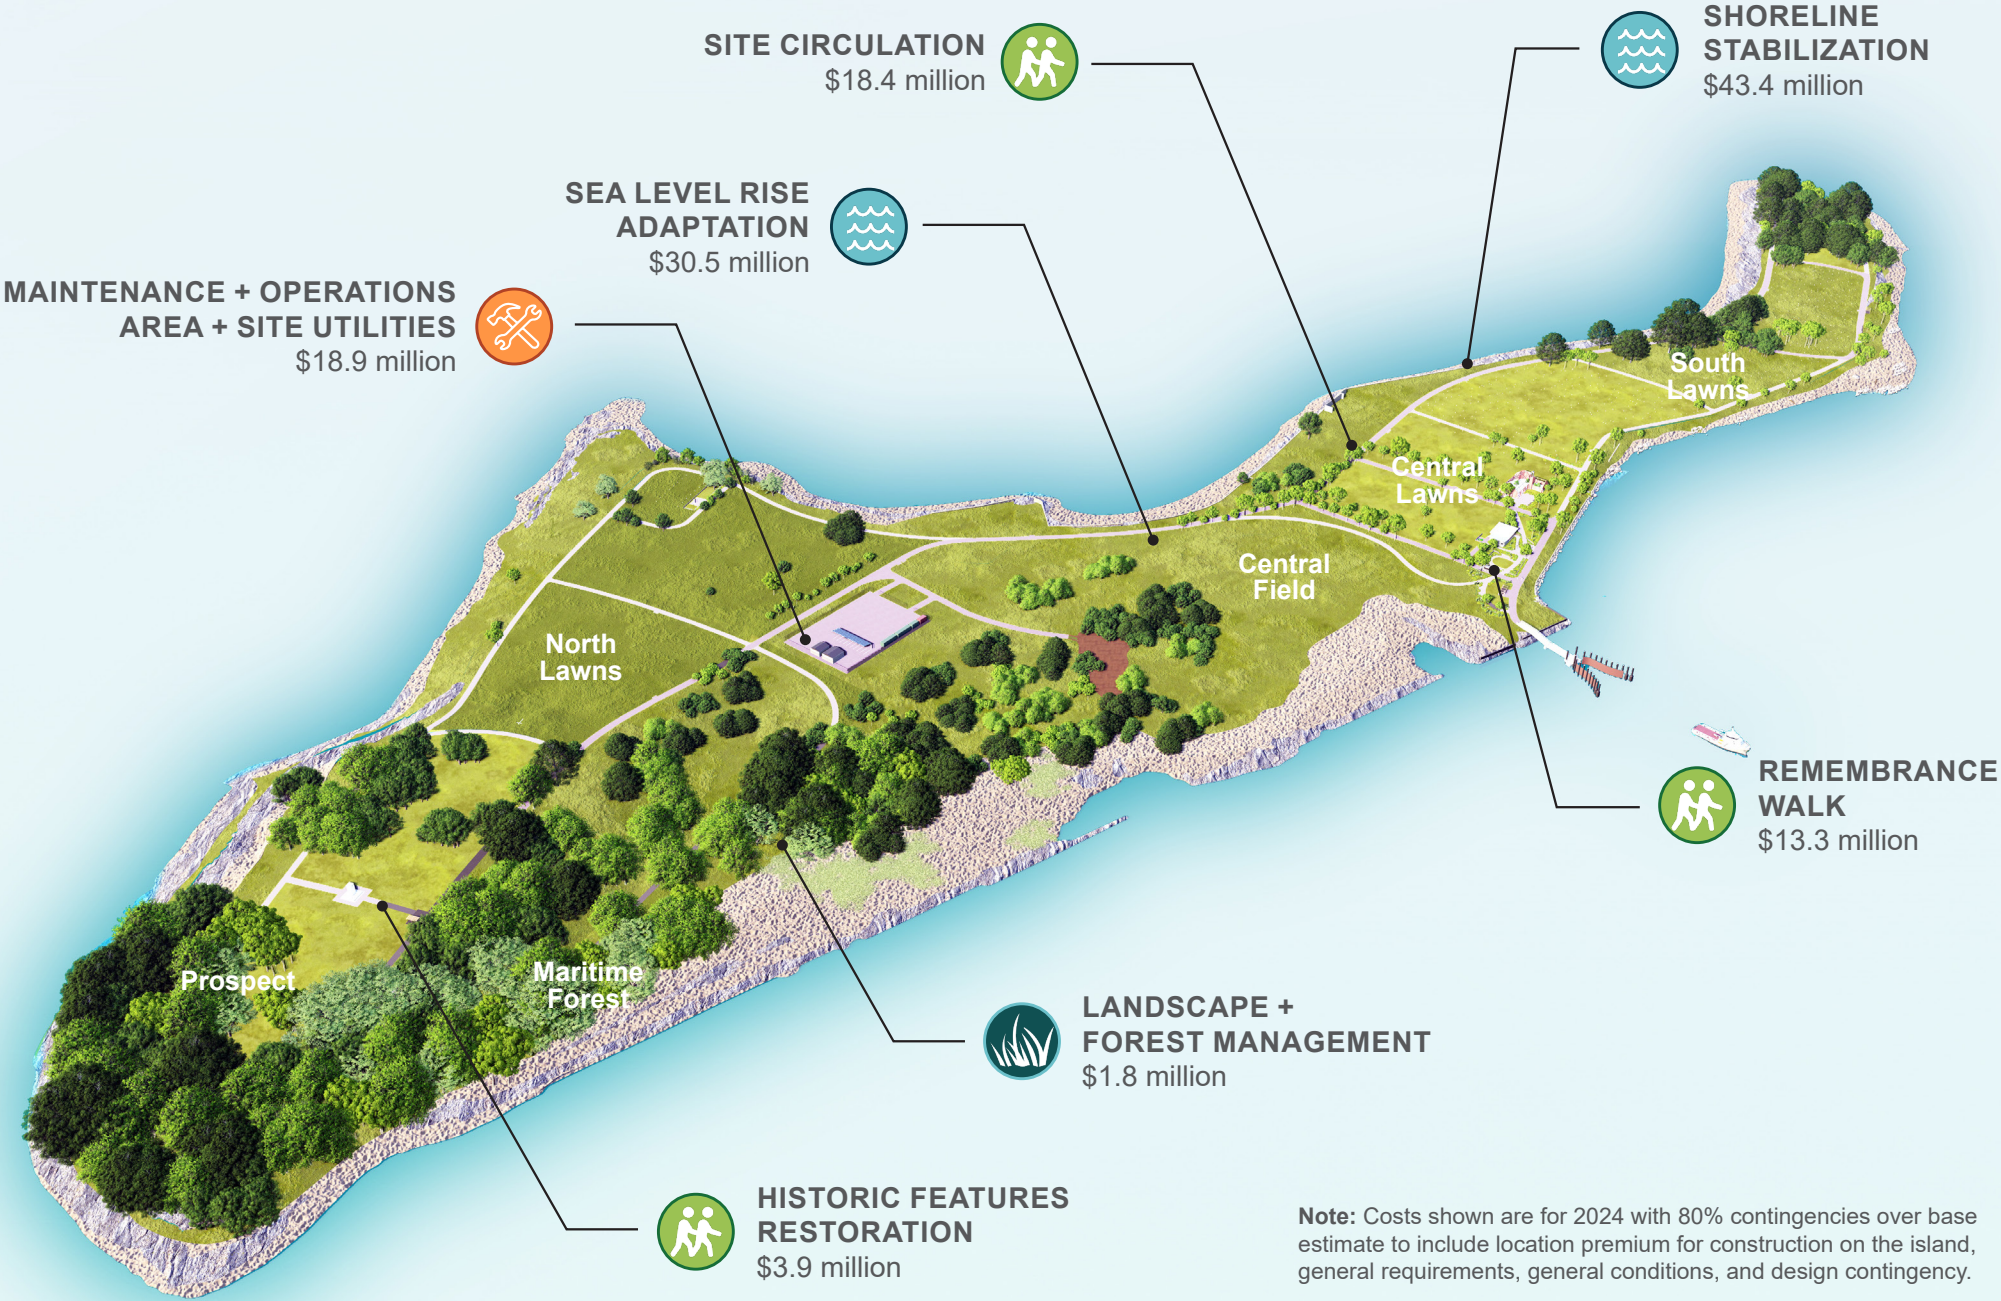 SHORELINE
STABILIZATION
$43.4 million
SITE CIRCULATION
$18.4 million
SEA LEVEL RISE
ADAPTATION
$30.5 million
MAINTENANCE + OPERATIONS
AREA + SITE UTILITIES
$18.9 million
South
Lawns
Central
Lawns
Central
Field
North
Lawns
REMEMBRANCE
WALK
$13.3 million
Prospect
Maritime
Forest
LANDSCAPE +
FOREST MANAGEMENT
$1.8 million
HISTORIC FEATURES
RESTORATION
$3.9 million
Note: Costs shown are for 2024 with 80% contingencies over base
estimate to include location premium for construction on the island,
general requirements, general conditions, and design contingency.